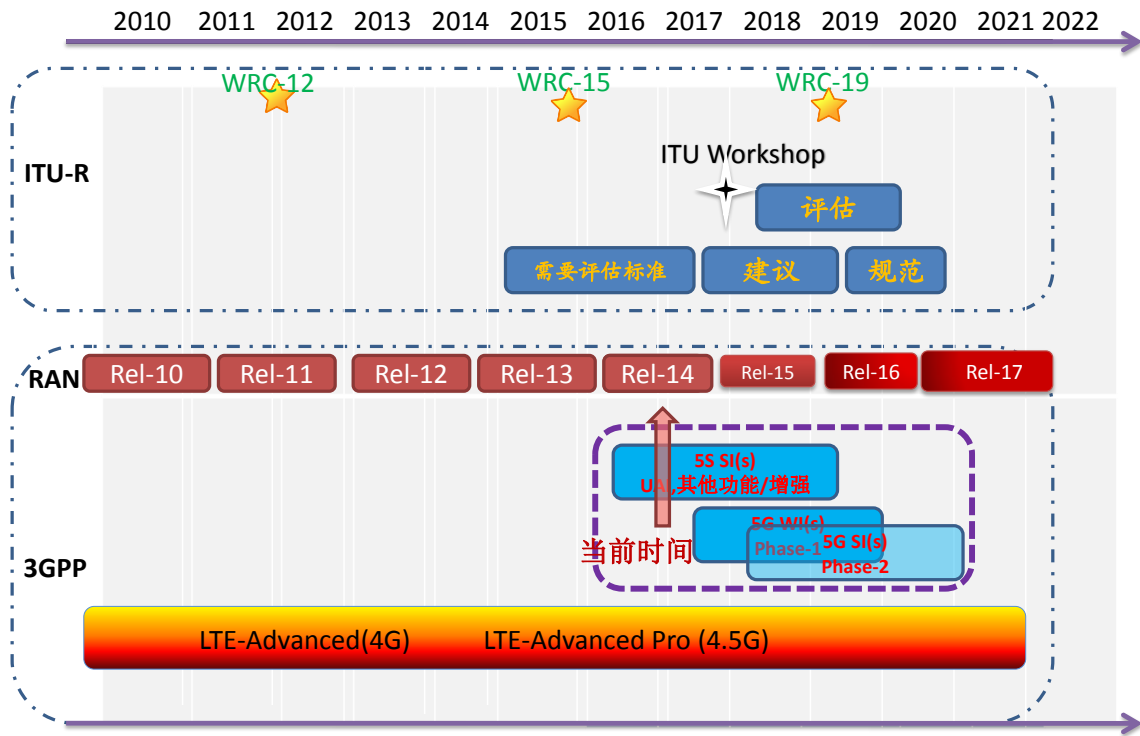 2010 2011 2012 2013 2014 2015 2016 2017 2018 2019 2020 2021 2022
WRC-12 WRC-15 WRC-19
ITU Workshop
ITU-R
评估
需要评估标准 建议 规范
RAN Rel-10 Rel-11 Rel-12 Rel-13 Rel-14 Rel-15 Rel-16 Rel-17
5S SI(s)
其他功能/增强
5G WI(s)
Phase-1
5G SI(s)
Phase-2
当前时间
3GPP
LTE-Advanced(4G) LTE-Advanced Pro (4.5G)